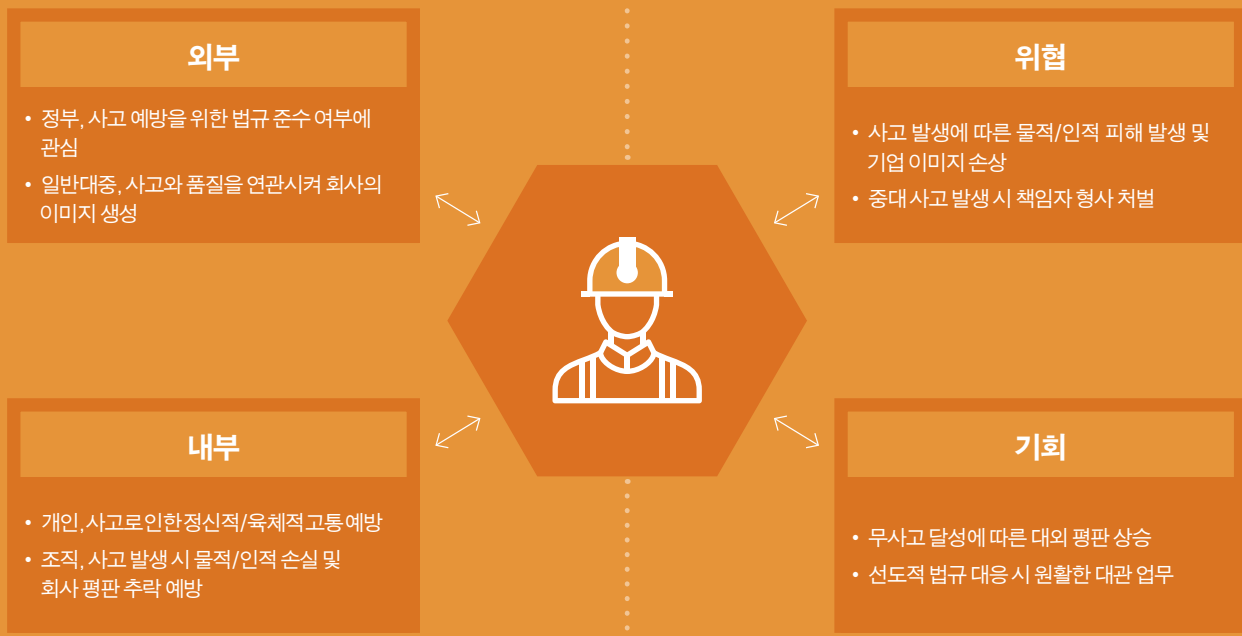 외부
• 정부, 사고 예방을 위한 법규 준수 여부에
관심
• 일반대중, 사고와 품질을 연관시켜 회사의
이미지 생성
위협
• 사고 발생에 따른 물적/인적 피해 발생 및
기업 이미지 손상
• 중대 사고 발생 시 책임자 형사 처벌
내부
• 개인, 사고로 인한 정신적/육체적 고통 예방
• 조직, 사고 발생 시 물적/인적 손실 및
회사 평판 추락 예방
기회
• 무사고 달성에 따른 대외 평판 상승
• 선도적 법규 대응 시 원활한 대관 업무